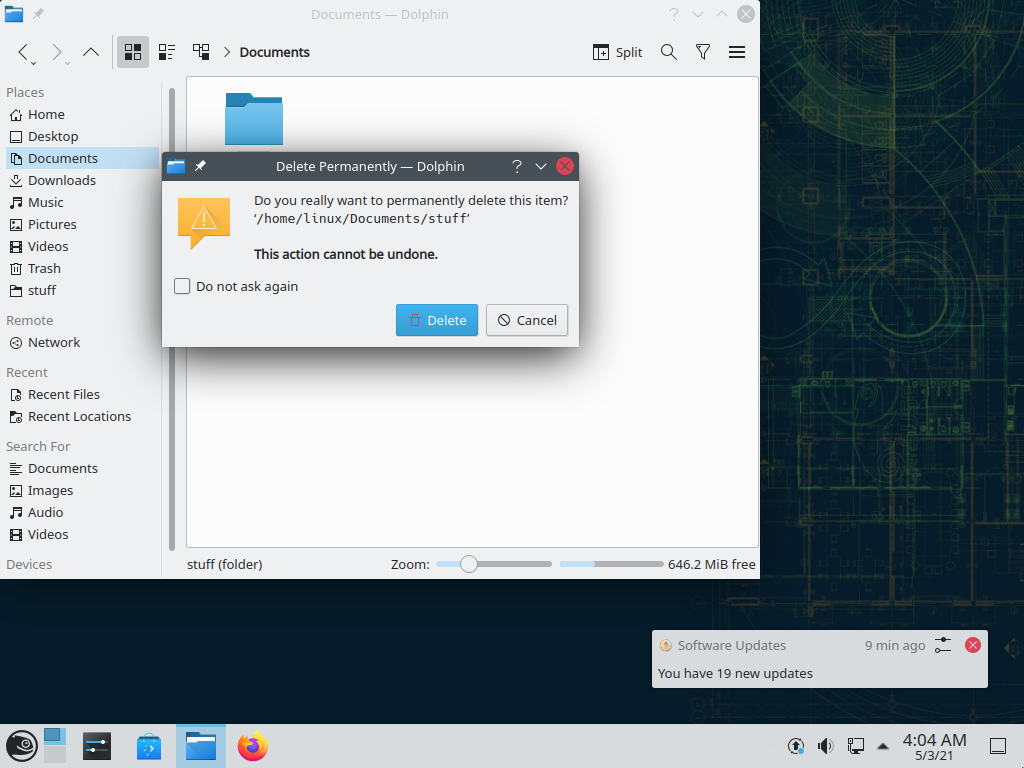 Documents — Dolphin
Split
Documents
Places
Home
Desktop
Documents
Downloads
Music
Pictures
Videos
Trash
stuff
Remote
Network
Recent
Recent Files
Recent Locations
Search For
Documents
Images
Audio
Videos
Devices
Delete Permanently — Dolphin
Do you really want to permanently delete this item?
'/home/linux/Documents/stuff'
This action cannot be undone.
Do not ask again
Delete
Cancel
stuff (folder)
Zoom:
646.2 MiB free
Software Updates
9 min ago
You have 19 new updates
4:04 AM
5/3/21